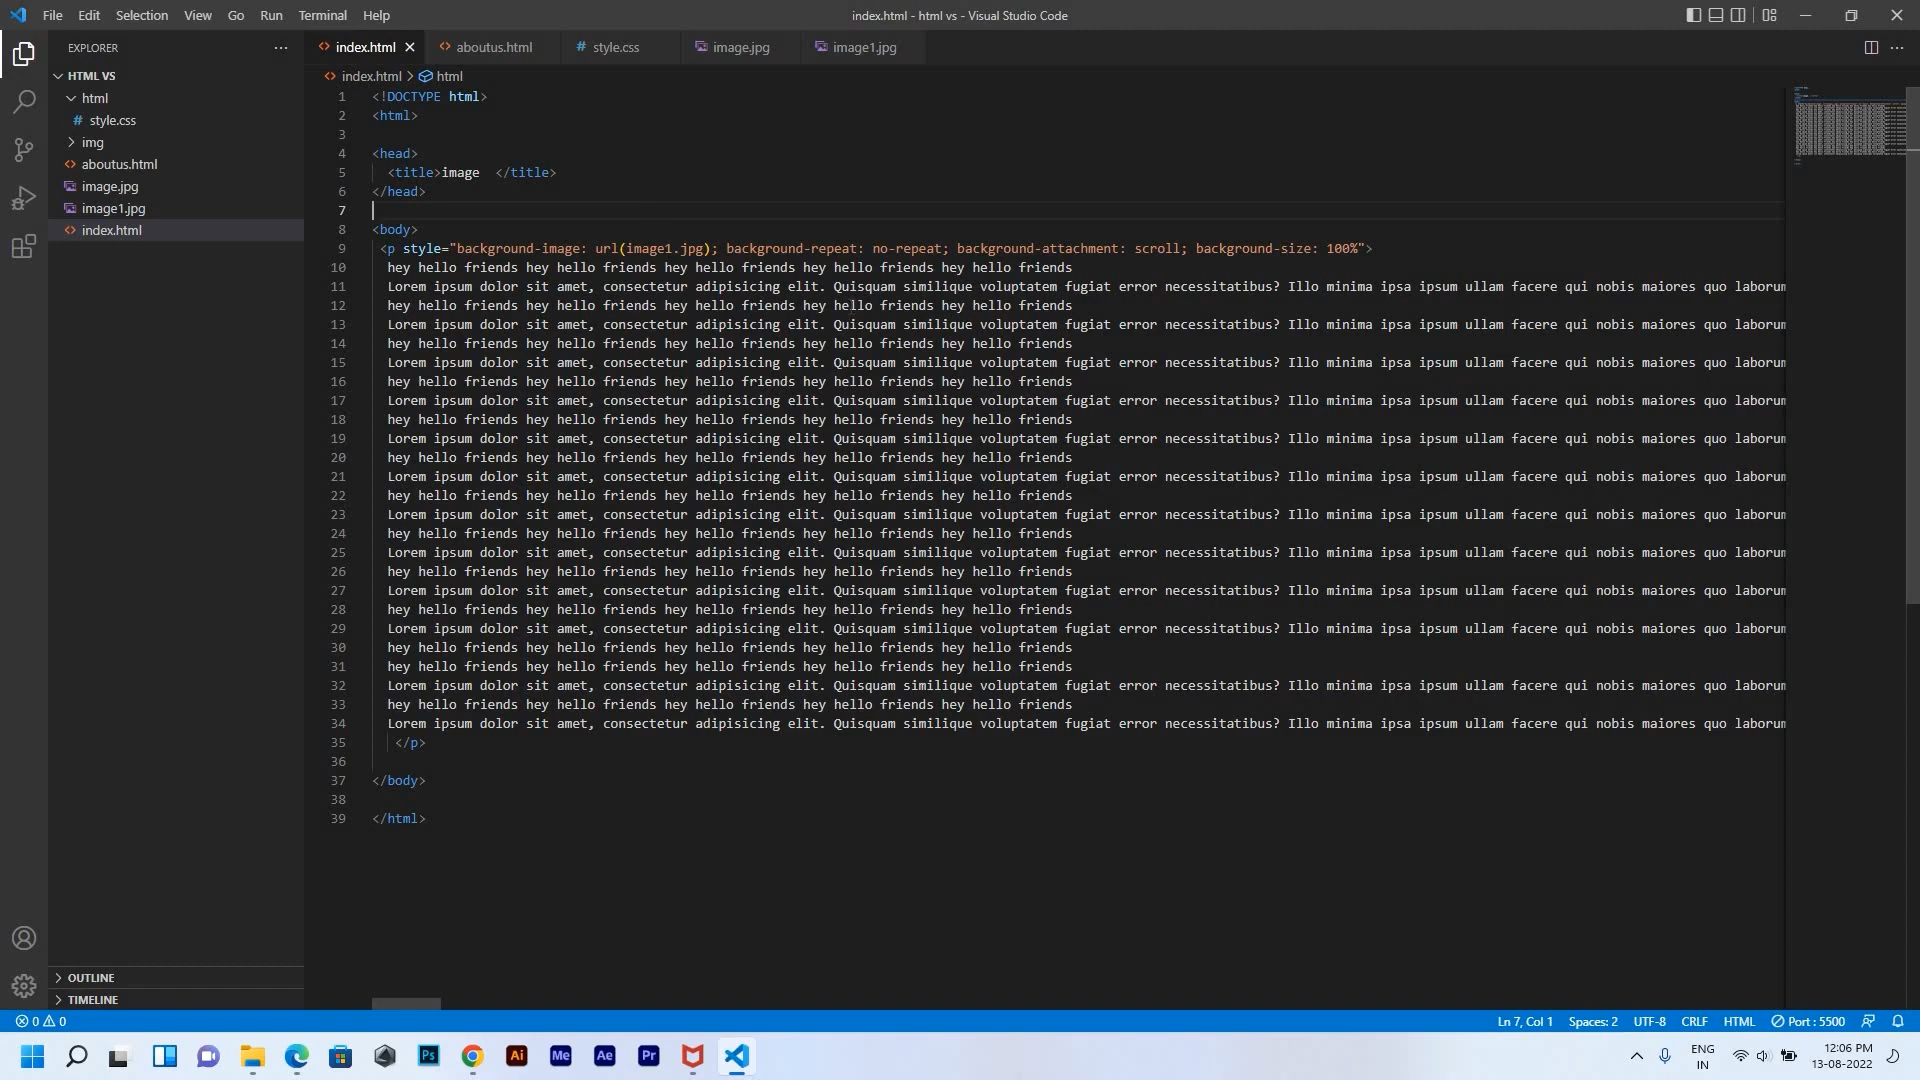 File Edit Selection View Go Run Terminal Help
index.html - html vs - Visual Studio Code
EXPLORER
HTML VS
html
# style.css
img
aboutus.html
image.jpg
image1.jpg
index.html
OUTLINE
TIMELINE
index.html aboutus.html # style.css image.jpg image1.jpg
index.html > html
1 <!DOCTYPE html>
2 <html>
3
4 <head>
5 <title>image </title>
6 </head>
7
8 <body>
9 <p style="background-image: url(image1.jpg); background-repeat: no-repeat; background-attachment: scroll; background-size: 100%">
10 hey hello friends hey hello friends hey hello friends hey hello friends hey hello friends
11 Lorem ipsum dolor sit amet, consectetur adipisicing elit. Quisquam similique voluptatem fugiat error necessitatibus? Illo minima ipsa ipsum ullam facere qui nobis maiores quo laborum
12 hey hello friends hey hello friends hey hello friends hey hello friends hey hello friends
13 Lorem ipsum dolor sit amet, consectetur adipisicing elit. Quisquam similique voluptatem fugiat error necessitatibus? Illo minima ipsa ipsum ullam facere qui nobis maiores quo laborum
14 hey hello friends hey hello friends hey hello friends hey hello friends hey hello friends
15 Lorem ipsum dolor sit amet, consectetur adipisicing elit. Quisquam similique voluptatem fugiat error necessitatibus? Illo minima ipsa ipsum ullam facere qui nobis maiores quo laborum
16 hey hello friends hey hello friends hey hello friends hey hello friends hey hello friends
17 Lorem ipsum dolor sit amet, consectetur adipisicing elit. Quisquam similique voluptatem fugiat error necessitatibus? Illo minima ipsa ipsum ullam facere qui nobis maiores quo laborum
18 hey hello friends hey hello friends hey hello friends hey hello friends hey hello friends
19 Lorem ipsum dolor sit amet, consectetur adipisicing elit. Quisquam similique voluptatem fugiat error necessitatibus? Illo minima ipsa ipsum ullam facere qui nobis maiores quo laborum
20 hey hello friends hey hello friends hey hello friends hey hello friends hey hello friends
21 Lorem ipsum dolor sit amet, consectetur adipisicing elit. Quisquam similique voluptatem fugiat error necessitatibus? Illo minima ipsa ipsum ullam facere qui nobis maiores quo laborum
22 hey hello friends hey hello friends hey hello friends hey hello friends hey hello friends
23 Lorem ipsum dolor sit amet, consectetur adipisicing elit. Quisquam similique voluptatem fugiat error necessitatibus? Illo minima ipsa ipsum ullam facere qui nobis maiores quo laborum
24 hey hello friends hey hello friends hey hello friends hey hello friends hey hello friends
25 Lorem ipsum dolor sit amet, consectetur adipisicing elit. Quisquam similique voluptatem fugiat error necessitatibus? Illo minima ipsa ipsum ullam facere qui nobis maiores quo laborum
26 hey hello friends hey hello friends hey hello friends hey hello friends hey hello friends
27 Lorem ipsum dolor sit amet, consectetur adipisicing elit. Quisquam similique voluptatem fugiat error necessitatibus? Illo minima ipsa ipsum ullam facere qui nobis maiores quo laborum
28 hey hello friends hey hello friends hey hello friends hey hello friends hey hello friends
29 Lorem ipsum dolor sit amet, consectetur adipisicing elit. Quisquam similique voluptatem fugiat error necessitatibus? Illo minima ipsa ipsum ullam facere qui nobis maiores quo laborum
30 hey hello friends hey hello friends hey hello friends hey hello friends hey hello friends
31 hey hello friends hey hello friends hey hello friends hey hello friends hey hello friends
32 Lorem ipsum dolor sit amet, consectetur adipisicing elit. Quisquam similique voluptatem fugiat error necessitatibus? Illo minima ipsa ipsum ullam facere qui nobis maiores quo laborum
33 hey hello friends hey hello friends hey hello friends hey hello friends hey hello friends
34 Lorem ipsum dolor sit amet, consectetur adipisicing elit. Quisquam similique voluptatem fugiat error necessitatibus? Illo minima ipsa ipsum ullam facere qui nobis maiores quo laborum
35 </p>
36
37 </body>
38
39 </html>
0 0
Ln 7, Col 1 Spaces: 2 UTF-8 CRLF HTML Port : 5500
Ps Ai Me Ae Pr
ENG
IN
12:06 PM
13-08-2022